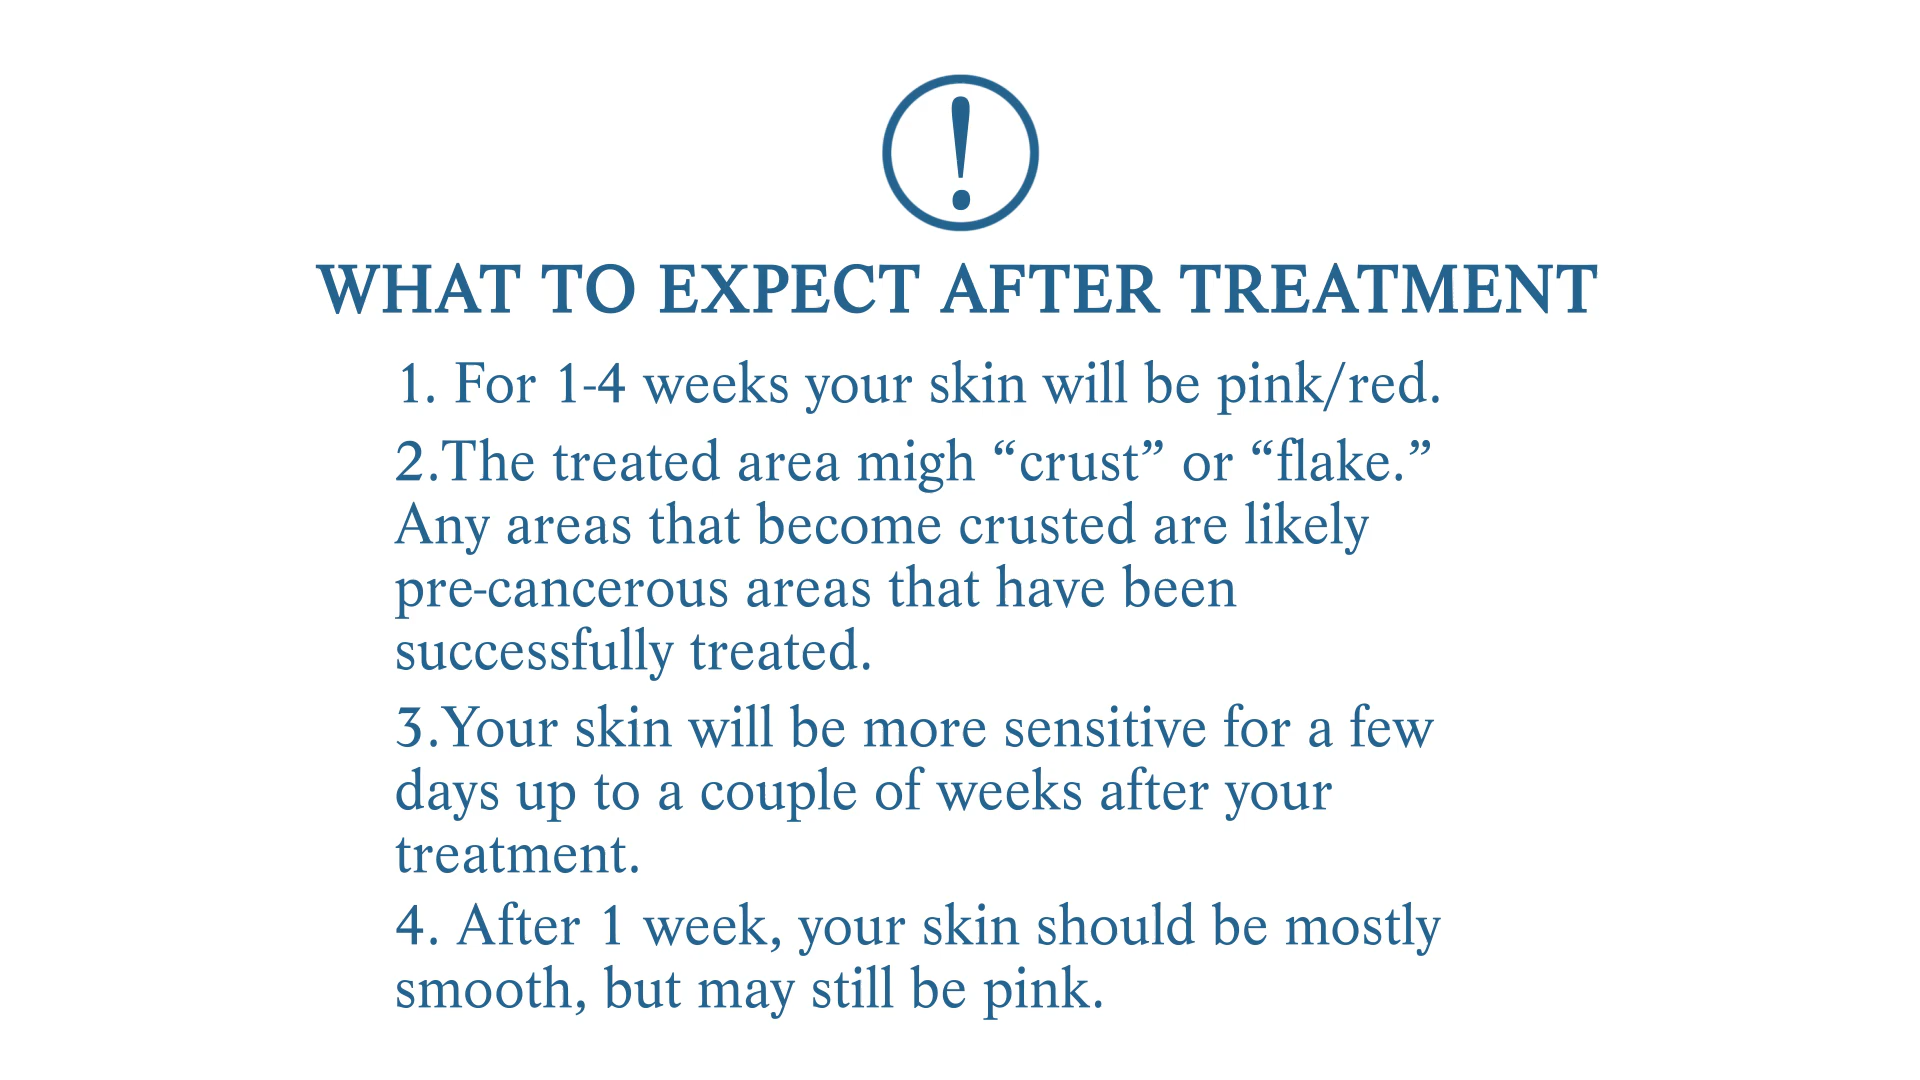 !
WHAT TO EXPECT AFTER TREATMENT
1. For 1-4 weeks your skin will be pink/red.
2.The treated area migh “crust” or “flake.”
Any areas that become crusted are likely
pre-cancerous areas that have been
successfully treated.
3.Your skin will be more sensitive for a few
days up to a couple of weeks after your
treatment.
4. After 1 week, your skin should be mostly
smooth, but may still be pink.